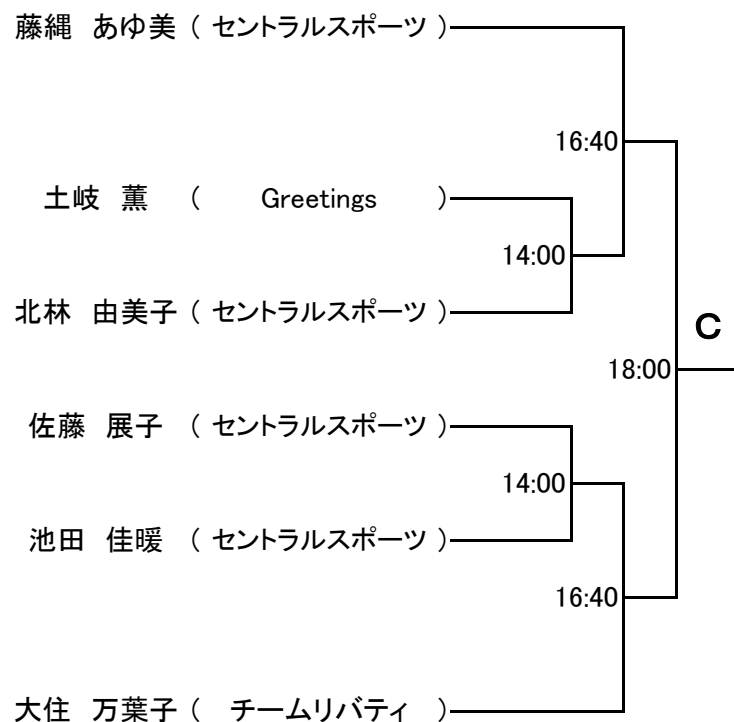 藤縄 あゆ美 ( セントラルスポーツ )
16:40
土岐 薫 ( Greetings )
14:00
北林 由美子 ( セントラルスポーツ )
C
18:00
佐藤 展子 ( セントラルスポーツ )
14:00
池田 佳暖 ( セントラルスポーツ )
16:40
大住 万葉子 ( チームリバティ )